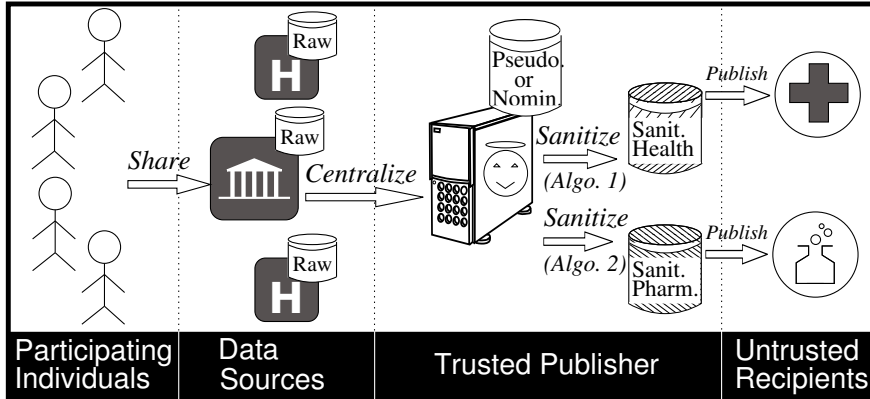 Raw
H
Pseudo.
or
Nomin.
Publish
Raw
Sanitize
Sanit.
Health
Share
Centralize
(Algo. 1)
Sanitize
Publish
Raw
H
(Algo. 2)
Sanit.
Pharm.
Participating
Individuals
Data
Sources
Trusted Publisher
Untrusted
Recipients